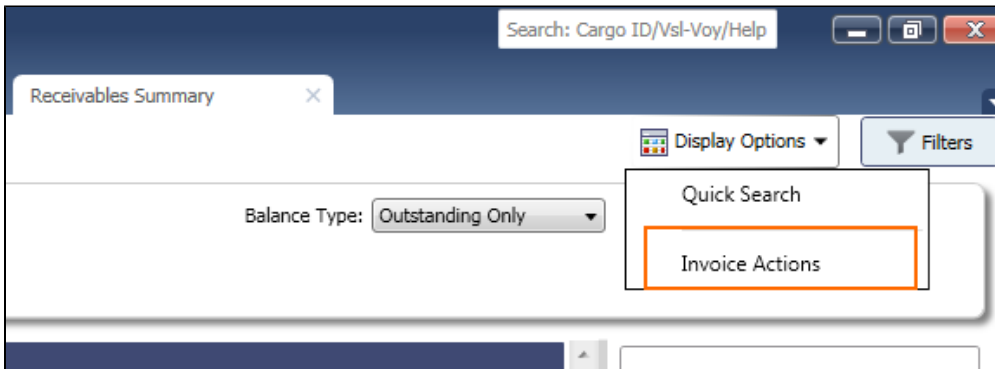 Search: Cargo ID/Vsl-Voy/Help
Receivables Summary
Display Options
Filters
Quick Search
Balance Type: Outstanding Only
Invoice Actions